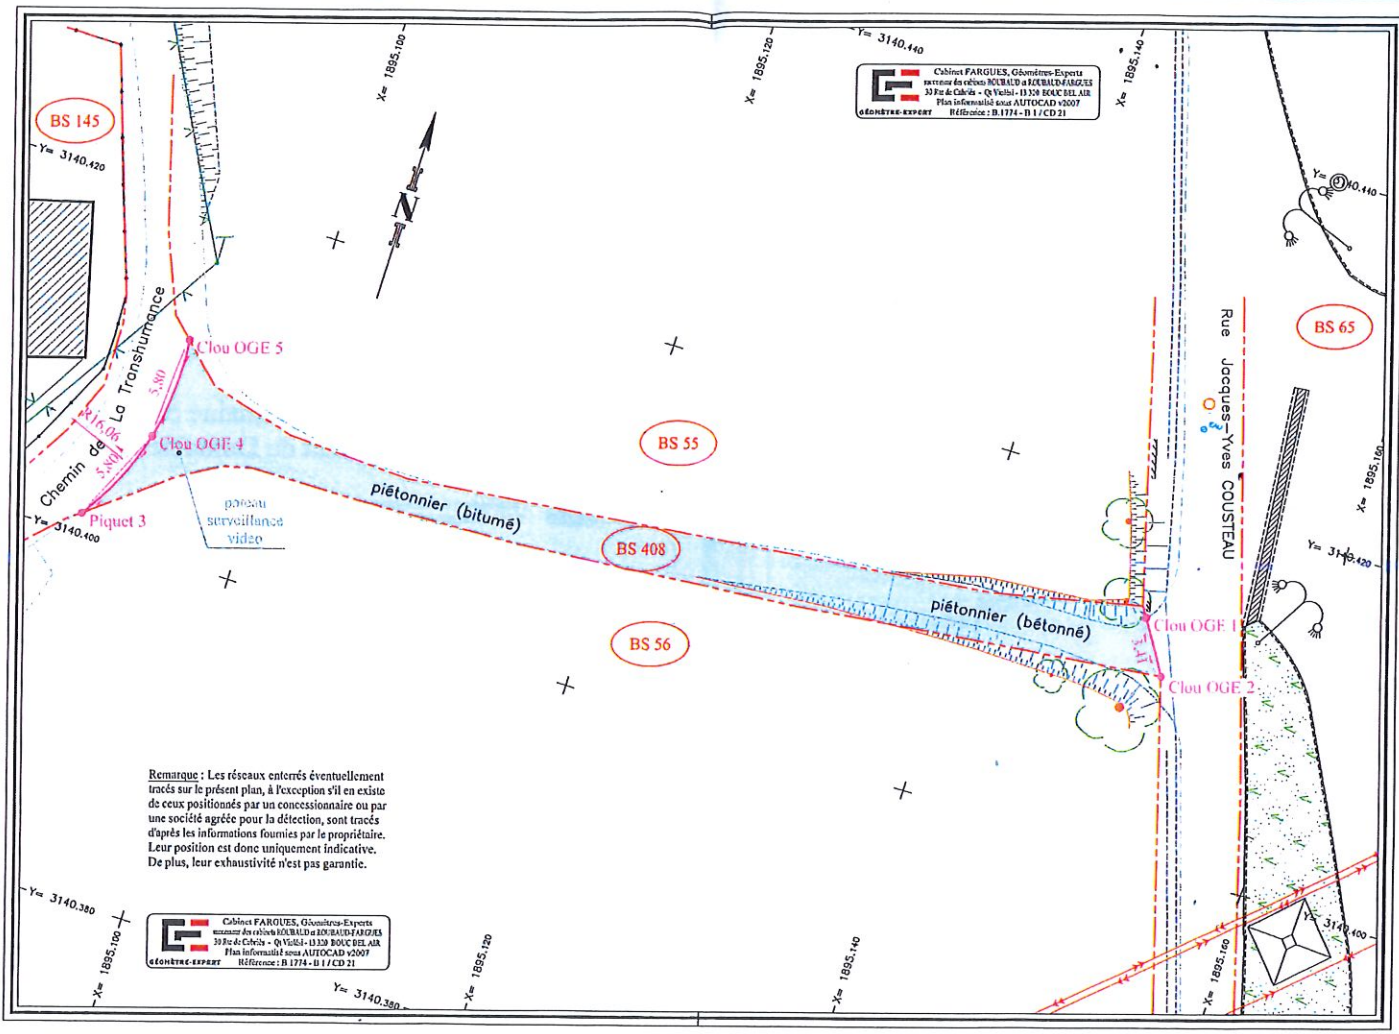 X= 1895.100
X= 1895.120
Y= 3140.440
X= 1895.140
Cabinet FARGUES, Géomètres-Experts
successeur des cabinets ROUBAUD et ROUBAUD-FARGUES
30 Rte de Cabriès - Qt Violési - 13 320 BOUC BEL AIR
Plan informatisé sous AUTOCAD v2007
GÉOMÈTRE-EXPERT
Référence : B.1774 - B 1 / CD 21
BS 145
Y= 3140.420
N
Chemin de La Transhumance
Clou OGE 5
5,80
R16,06
Clou OGE 4
5,80
Piquet 3
Y= 3140.400
poteau
surveillance
video
piétonnier (bitumé)
BS 55
BS 408
BS 56
piétonnier (bétonné)
Clou OGE 1
3,41
Clou OGE 2
Rue Jacques-Yves COUSTEAU
BS 65
X= 1895.160
Y= 3140.420
Remarque : Les réseaux enterrés éventuellement
tracés sur le présent plan, à l'exception s'il en existe
de ceux positionnés par un concessionnaire ou par
une société agréée pour la détection, sont tracés
d'après les informations fournies par le propriétaire.
Leur position est donc uniquement indicative.
De plus, leur exhaustivité n'est pas garantie.
Y= 3140.380
X= 1895.100
Cabinet FARGUES, Géomètres-Experts
successeur des cabinets ROUBAUD et ROUBAUD-FARGUES
30 Rte de Cabriès - Qt Violési - 13 320 BOUC BEL AIR
Plan informatisé sous AUTOCAD v2007
GÉOMÈTRE-EXPERT
Référence : B.1774 - B 1 / CD 21
Y= 3140.380
X= 1895.120
X= 1895.140
X= 1895.160